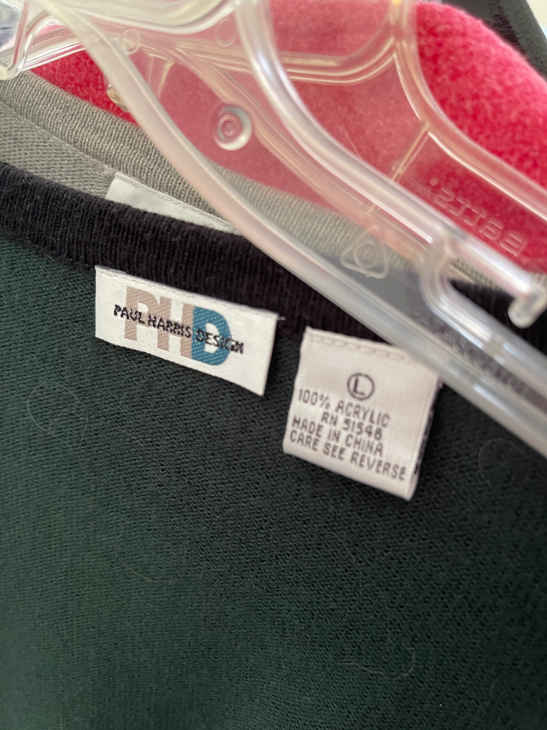 PHD
PAUL HARRIS DESIGN
L
100% ACRYLIC
RN 51548
MADE IN CHINA
CARE SEE REVERSE